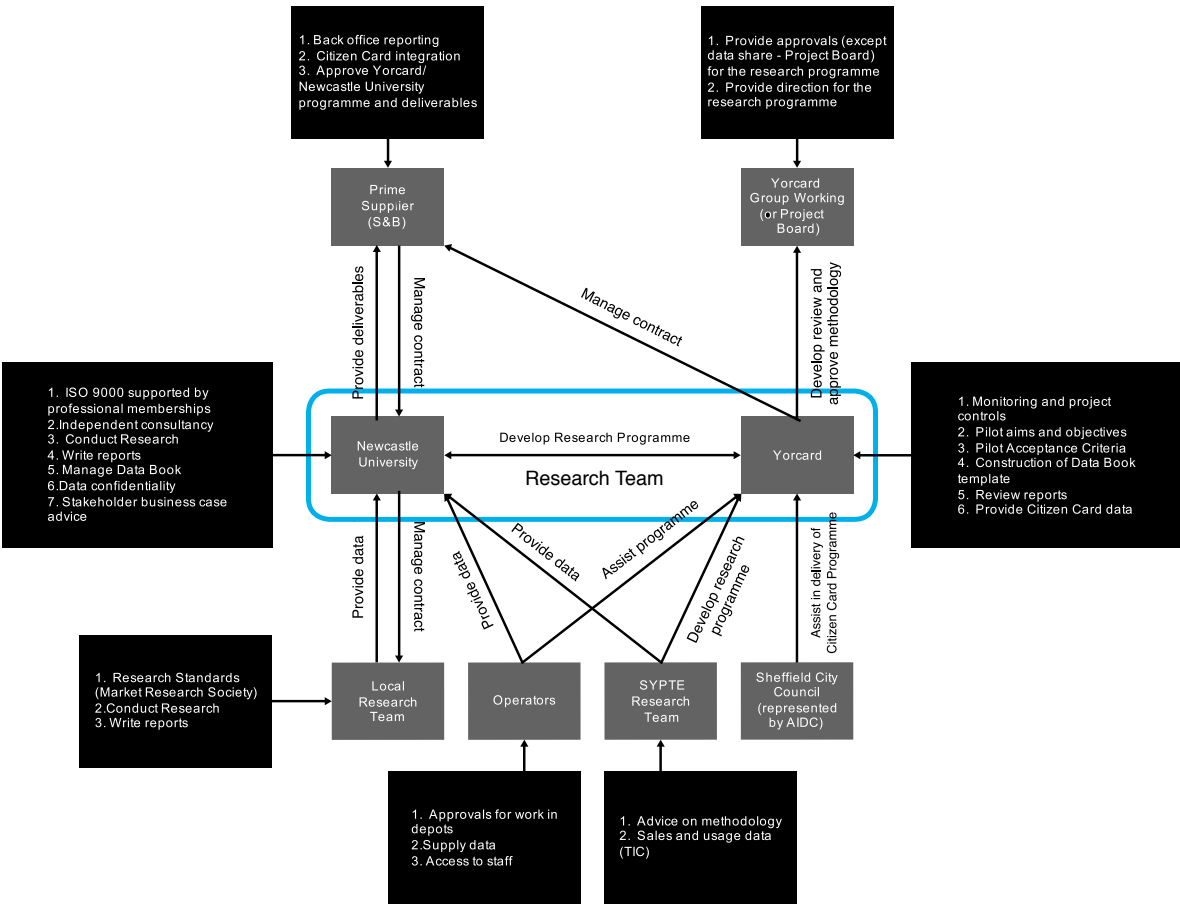 1. Back office reporting
2. Citizen Card integration
3. Approve Yorcard/
Newcastle University
programme and deliverables
1. Provide approvals (except
data share - Project Board)
for the research programme
2. Provide direction for the
research programme
Prime
Supplier
(S&B)
Yorcard
Group Working
(or Project
Board)
Provide deliverables
Manage contract
Manage contract
Develop review and
approve methodology
1. ISO 9000 supported by
professional memberships
2.Independent consultancy
3. Conduct Research
4. Write reports
5. Manage Data Book
6.Data confidentiality
7. Stakeholder business case
advice
Newcastle
University
Develop Research Programme
Research Team
Yorcard
1. Monitoring and project
controls
2. Pilot aims and objectives
3. Pilot Acceptance Criteria
4. Construction of Data Book
template
5. Review reports
6. Provide Citizen Card data
Provide data
Manage contract
Provide data
Provide data
Assist programme
Develop research
programme
Assist in delivery of
Citizen Card Programme
1. Research Standards
(Market Research Society)
2.Conduct Research
3. Write reports
Local
Research
Team
Operators
SYPTE
Research
Team
Sheffield City
Council
(represented
by AIDC)
1. Approvals for work in
depots
2.Supply data
3. Access to staff
1. Advice on methodology
2. Sales and usage data
(TIC)